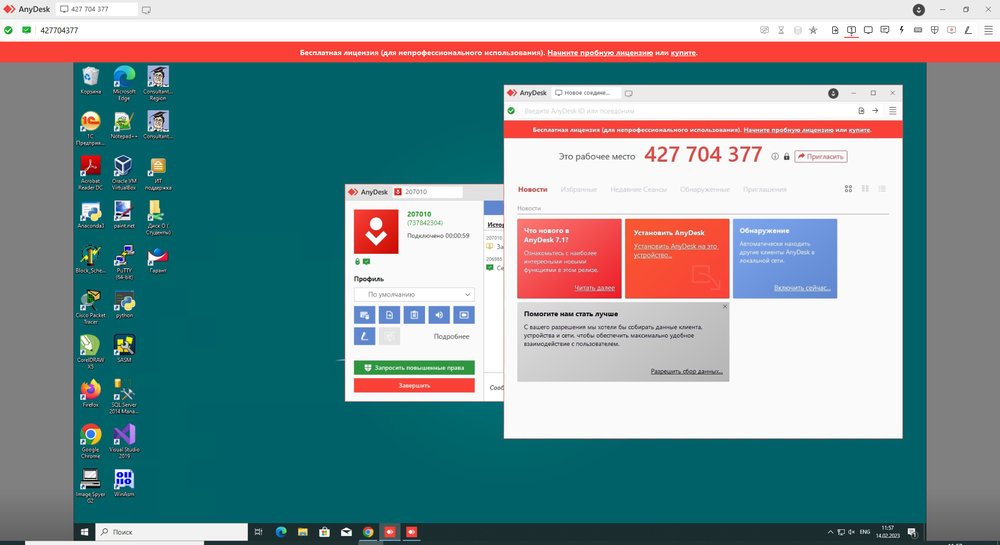 AnyDesk
427 704 377
427704377
Бесплатная лицензия (для непрофессионального использования). Начните пробную лицензию или купите.
Корзина
Microsoft
Edge
Consultant...
Region
1С
Предприя...
Notepad++
Consultant...
Acrobat
Reader DC
Oracle VM
VirtualBox
ИТ
поддержка
Anaconda3
paint.net
Диск O (
Студенты)
Block_Sche...
PuTTY
(64-bit)
Гарант
Cisco Packet
Tracer
python
CorelDRAW
X5
SASM
Firefox
SQL Server
2014 Mana...
Google
Chrome
Visual Studio
2019
Image Spyer
G2
WinAsm
AnyDesk
207010
207010
(737842304)
Подключено 00:00:59
Профиль
По умолчанию
Подробнее
Запросить повышенные права
Завершить
Истор
207010
За
206985
Се
Сооб
AnyDesk
Новое соедине...
Введите AnyDesk ID или псевдоним
Бесплатная лицензия (для непрофессионального использования). Начните пробную лицензию или купите.
Это рабочее место
427 704 377
Пригласить
Новости
Избранные
Недавние Сеансы
Обнаруженные
Приглашения
Новости
Что нового в
AnyDesk 7.1?
Ознакомьтесь с наиболее
интересными новыми
функциями в этом релизе.
Читать далее
Установить AnyDesk
Установить AnyDesk на это
устройство...
Обнаружение
Автоматически находить
другие клиенты AnyDesk в
локальной сети.
Включить сейчас...
Помогите нам стать лучше
С вашего разрешения мы хотели бы собирать данные клиента,
устройства и сети, чтобы обеспечить максимально удобное
взаимодействие с пользователем.
Разрешить сбор данных...
Поиск
ENG
11:57
14.02.2023
1